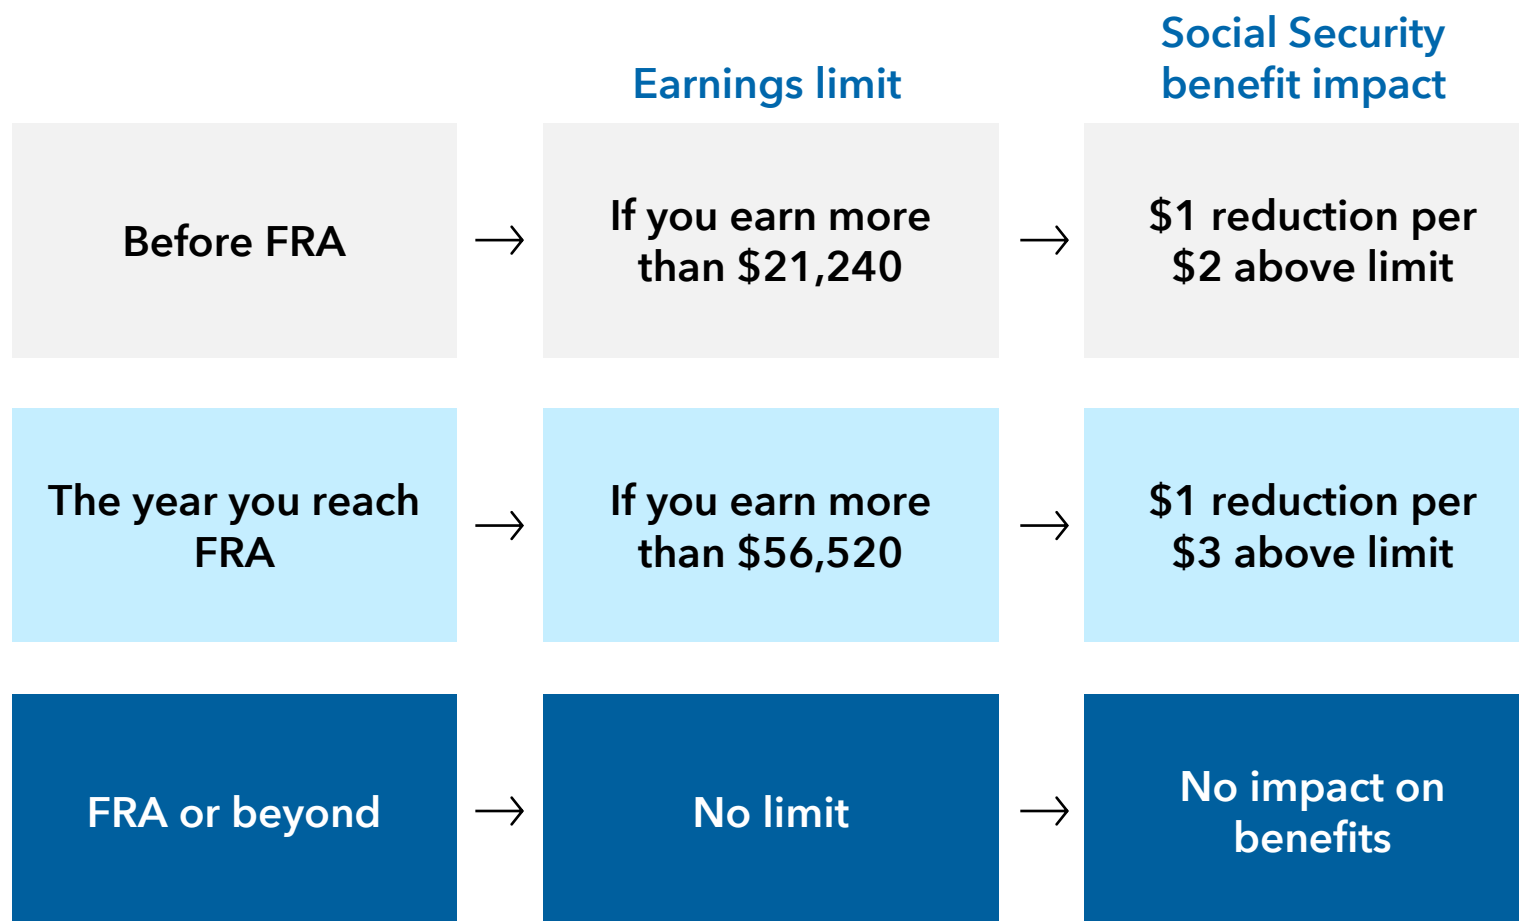 Earnings limit
Social Security
benefit impact
Before FRA
If you earn more
than $21,240
$1 reduction per
$2 above limit
The year you reach
FRA
If you earn more
than $56,520
$1 reduction per
$3 above limit
FRA or beyond
No limit
No impact on
benefits